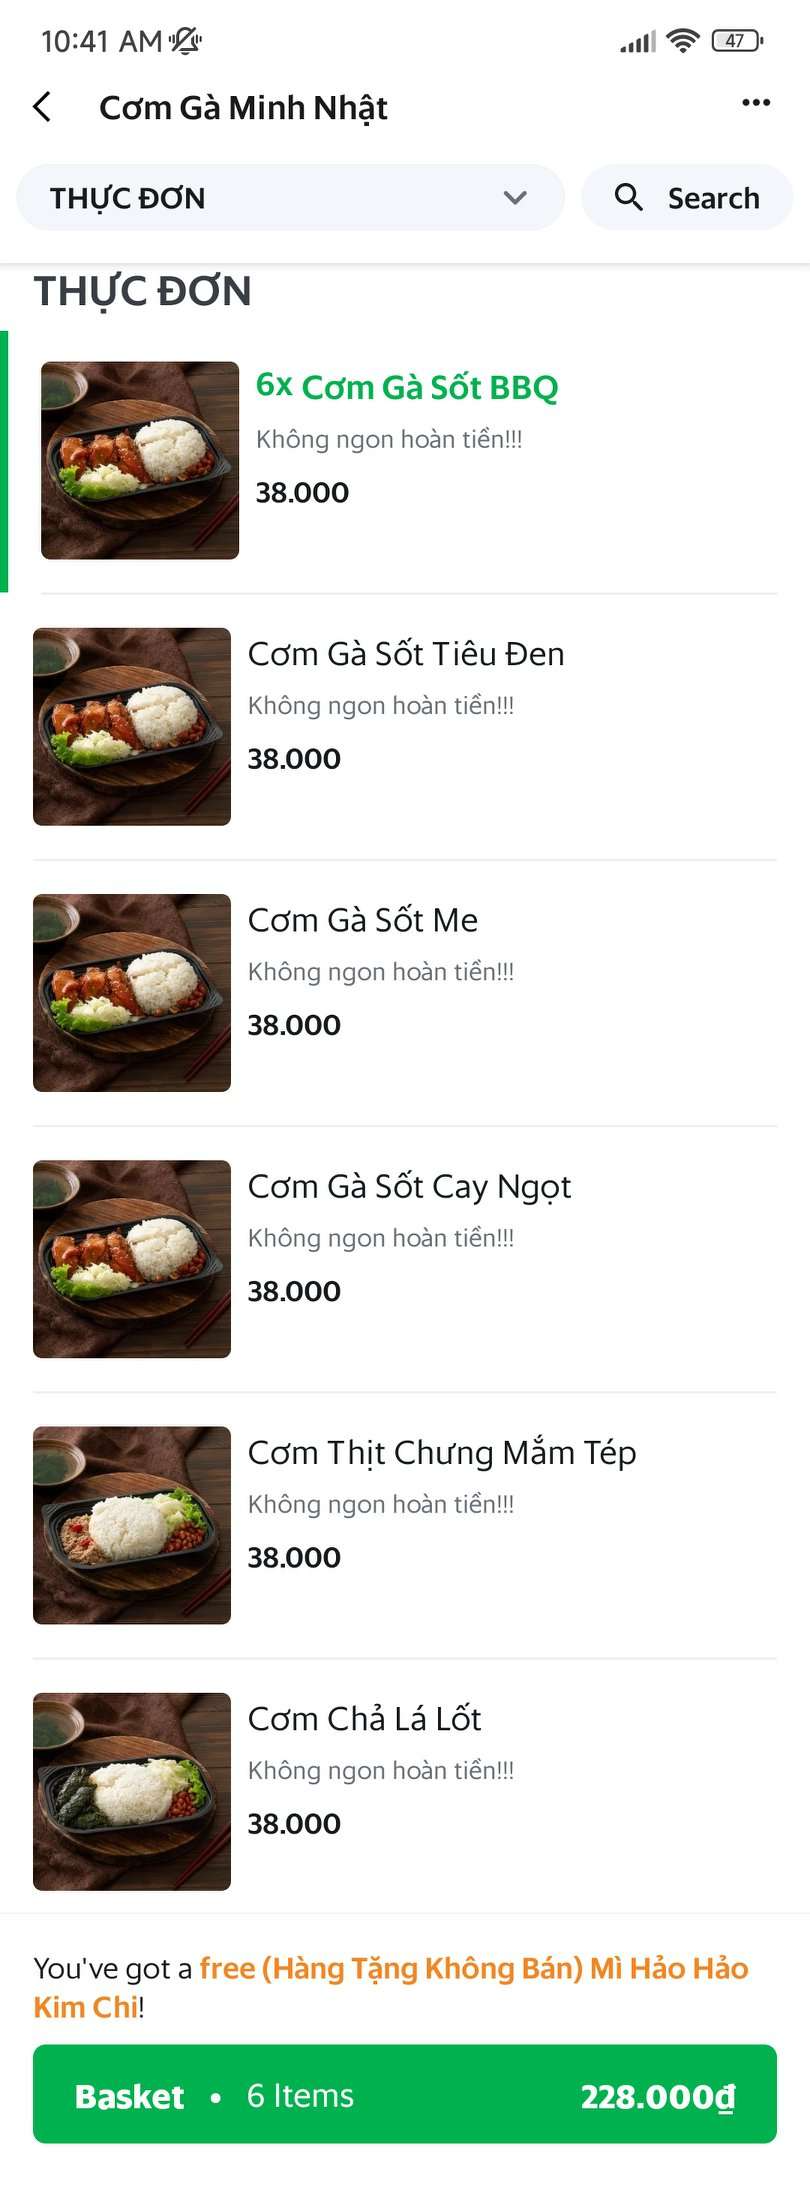 10:41 AM
47
Cơm Gà Minh Nhật
THỰC ĐƠN
Search
THỰC ĐƠN
6x Cơm Gà Sốt BBQ
Không ngon hoàn tiền!!!
38.000
Cơm Gà Sốt Tiêu Đen
Không ngon hoàn tiền!!!
38.000
Cơm Gà Sốt Me
Không ngon hoàn tiền!!!
38.000
Cơm Gà Sốt Cay Ngọt
Không ngon hoàn tiền!!!
38.000
Cơm Thịt Chưng Mắm Tép
Không ngon hoàn tiền!!!
38.000
Cơm Chả Lá Lốt
Không ngon hoàn tiền!!!
38.000
You've got a free (Hàng Tặng Không Bán) Mì Hảo Hảo
Kim Chi!
Basket • 6 Items 228.000₫